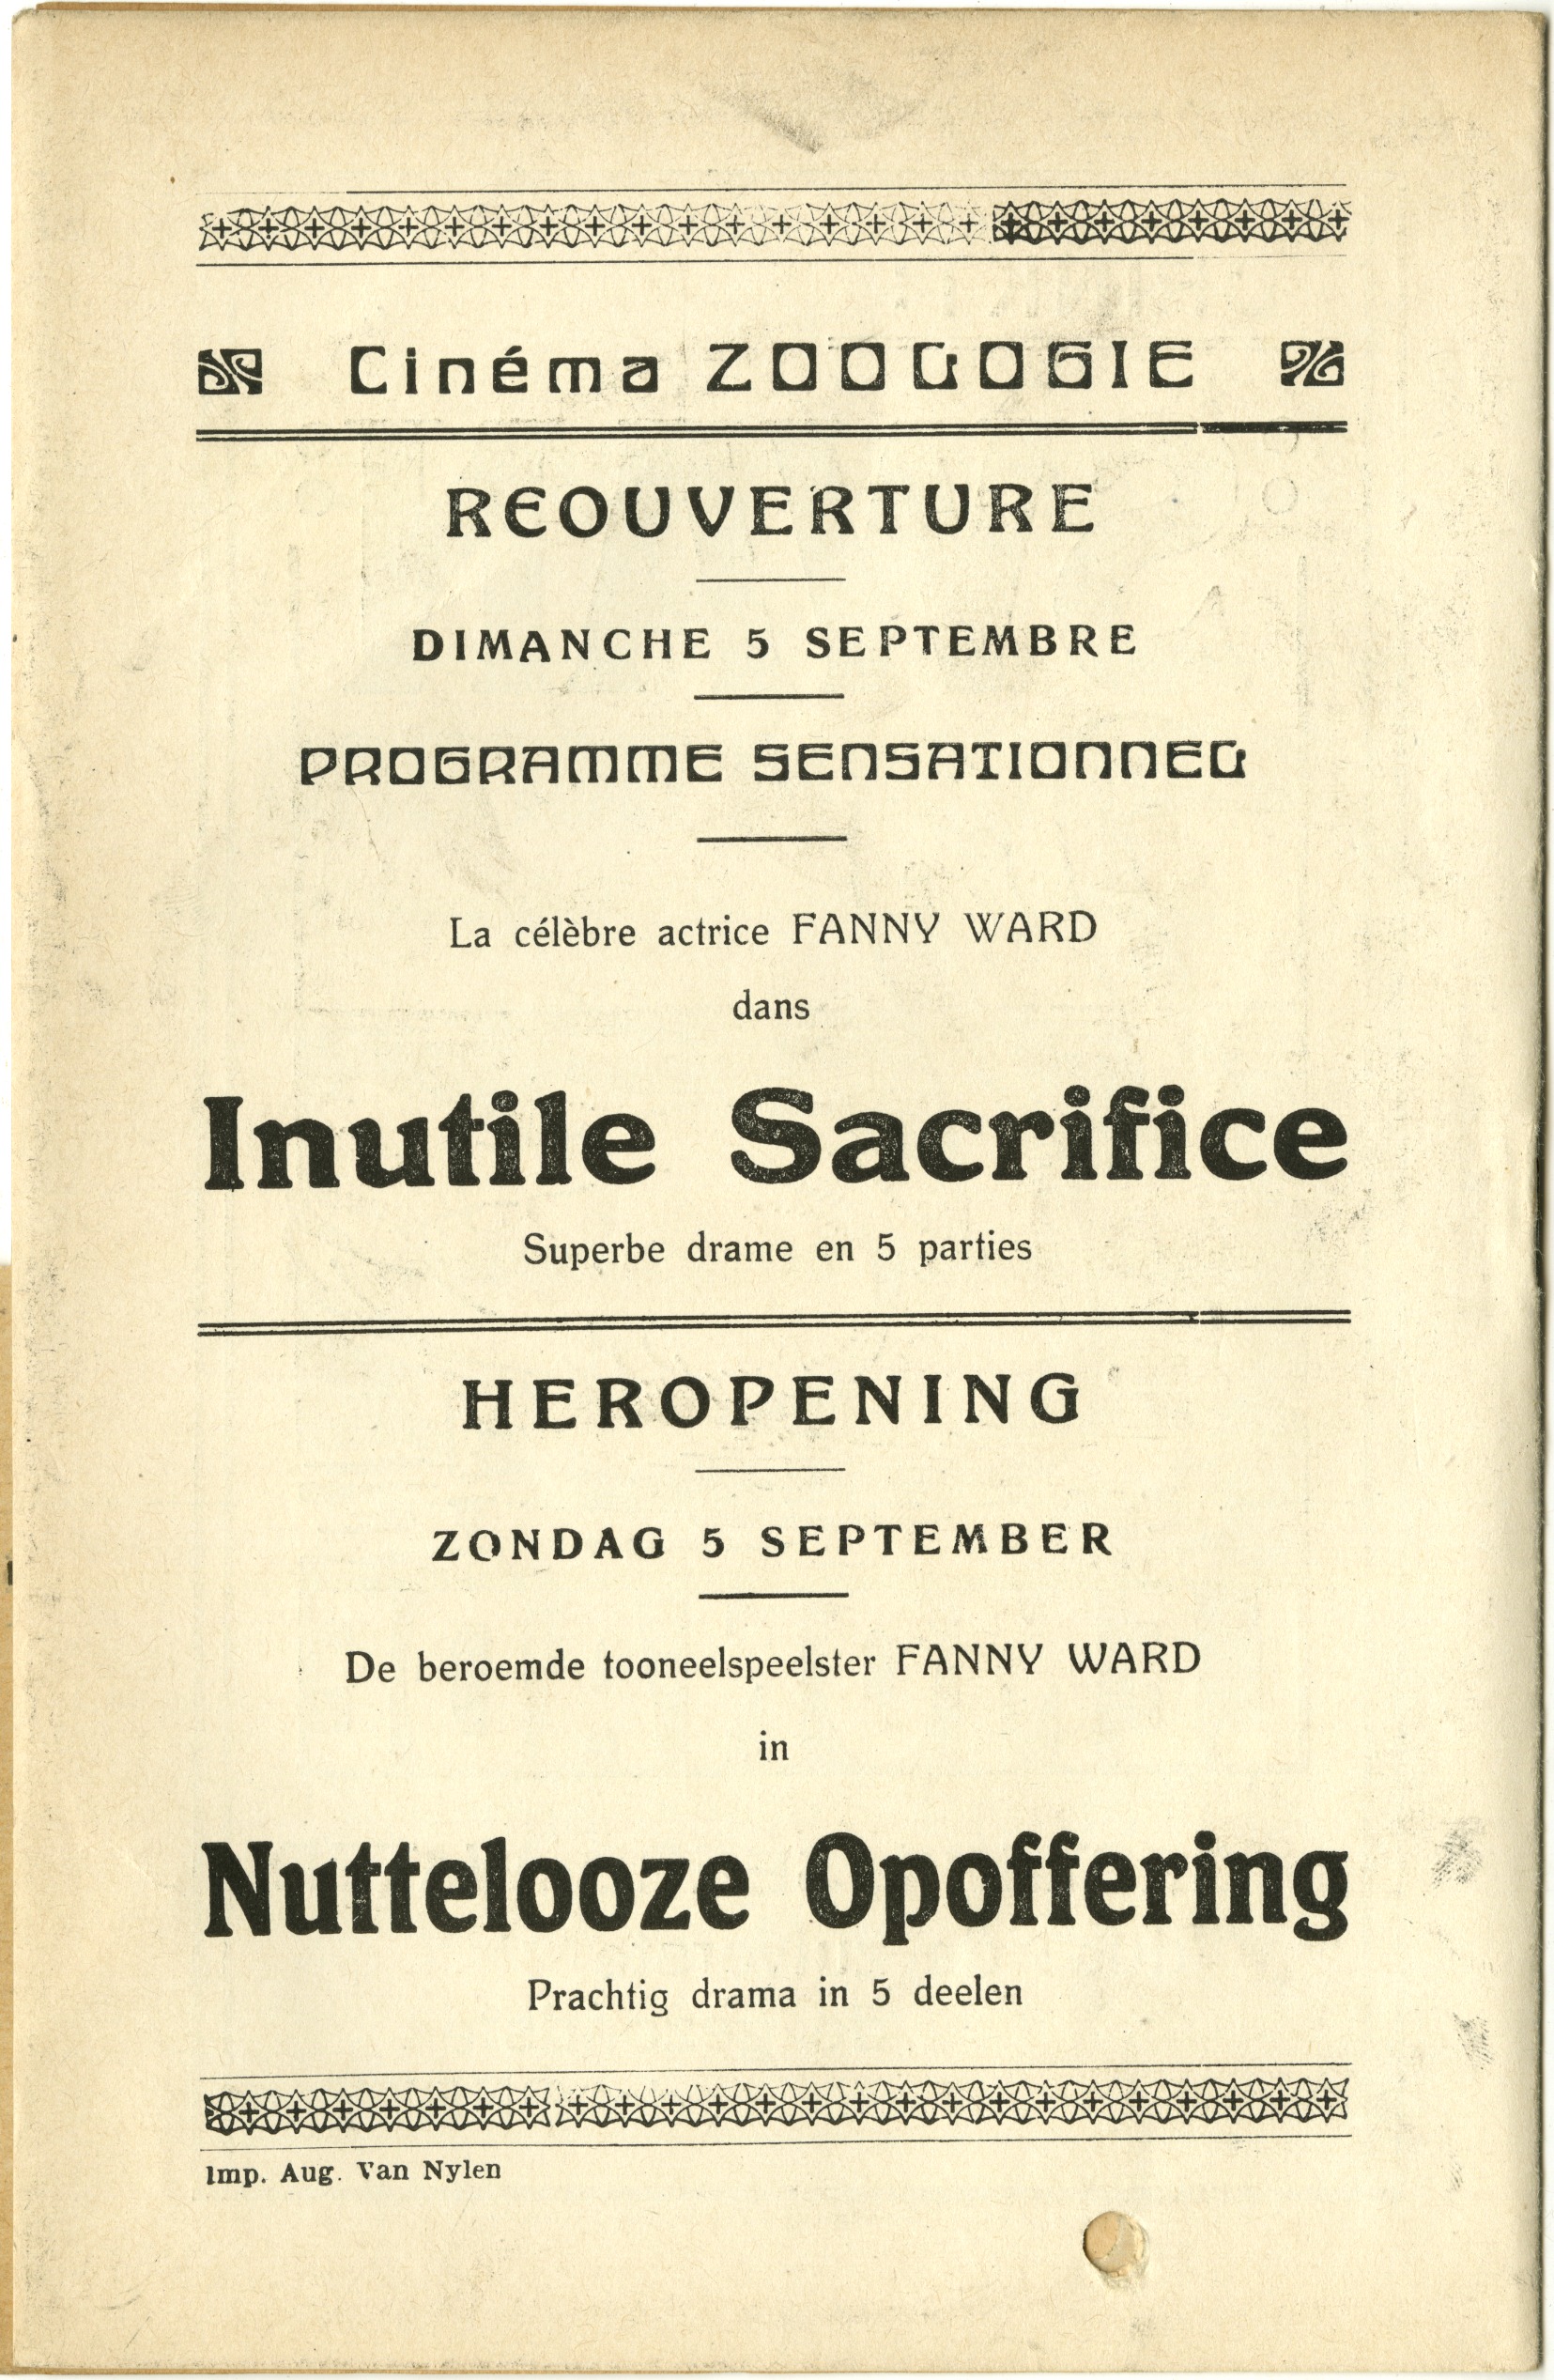 Cinéma ZOOLOGIE
REOUVERTURE
DIMANCHE 5 SEPTEMBRE
PROGRAMME SENSATIONNEL
La célèbre actrice FANNY WARD
dans
Inutile Sacrifice
Superbe drame en 5 parties
HEROPENING
ZONDAG 5 SEPTEMBER
De beroemde tooneelspeelster FANNY WARD
in
Nuttelooze Opoffering
Prachtig drama in 5 deelen
Imp. Aug. Van Nylen